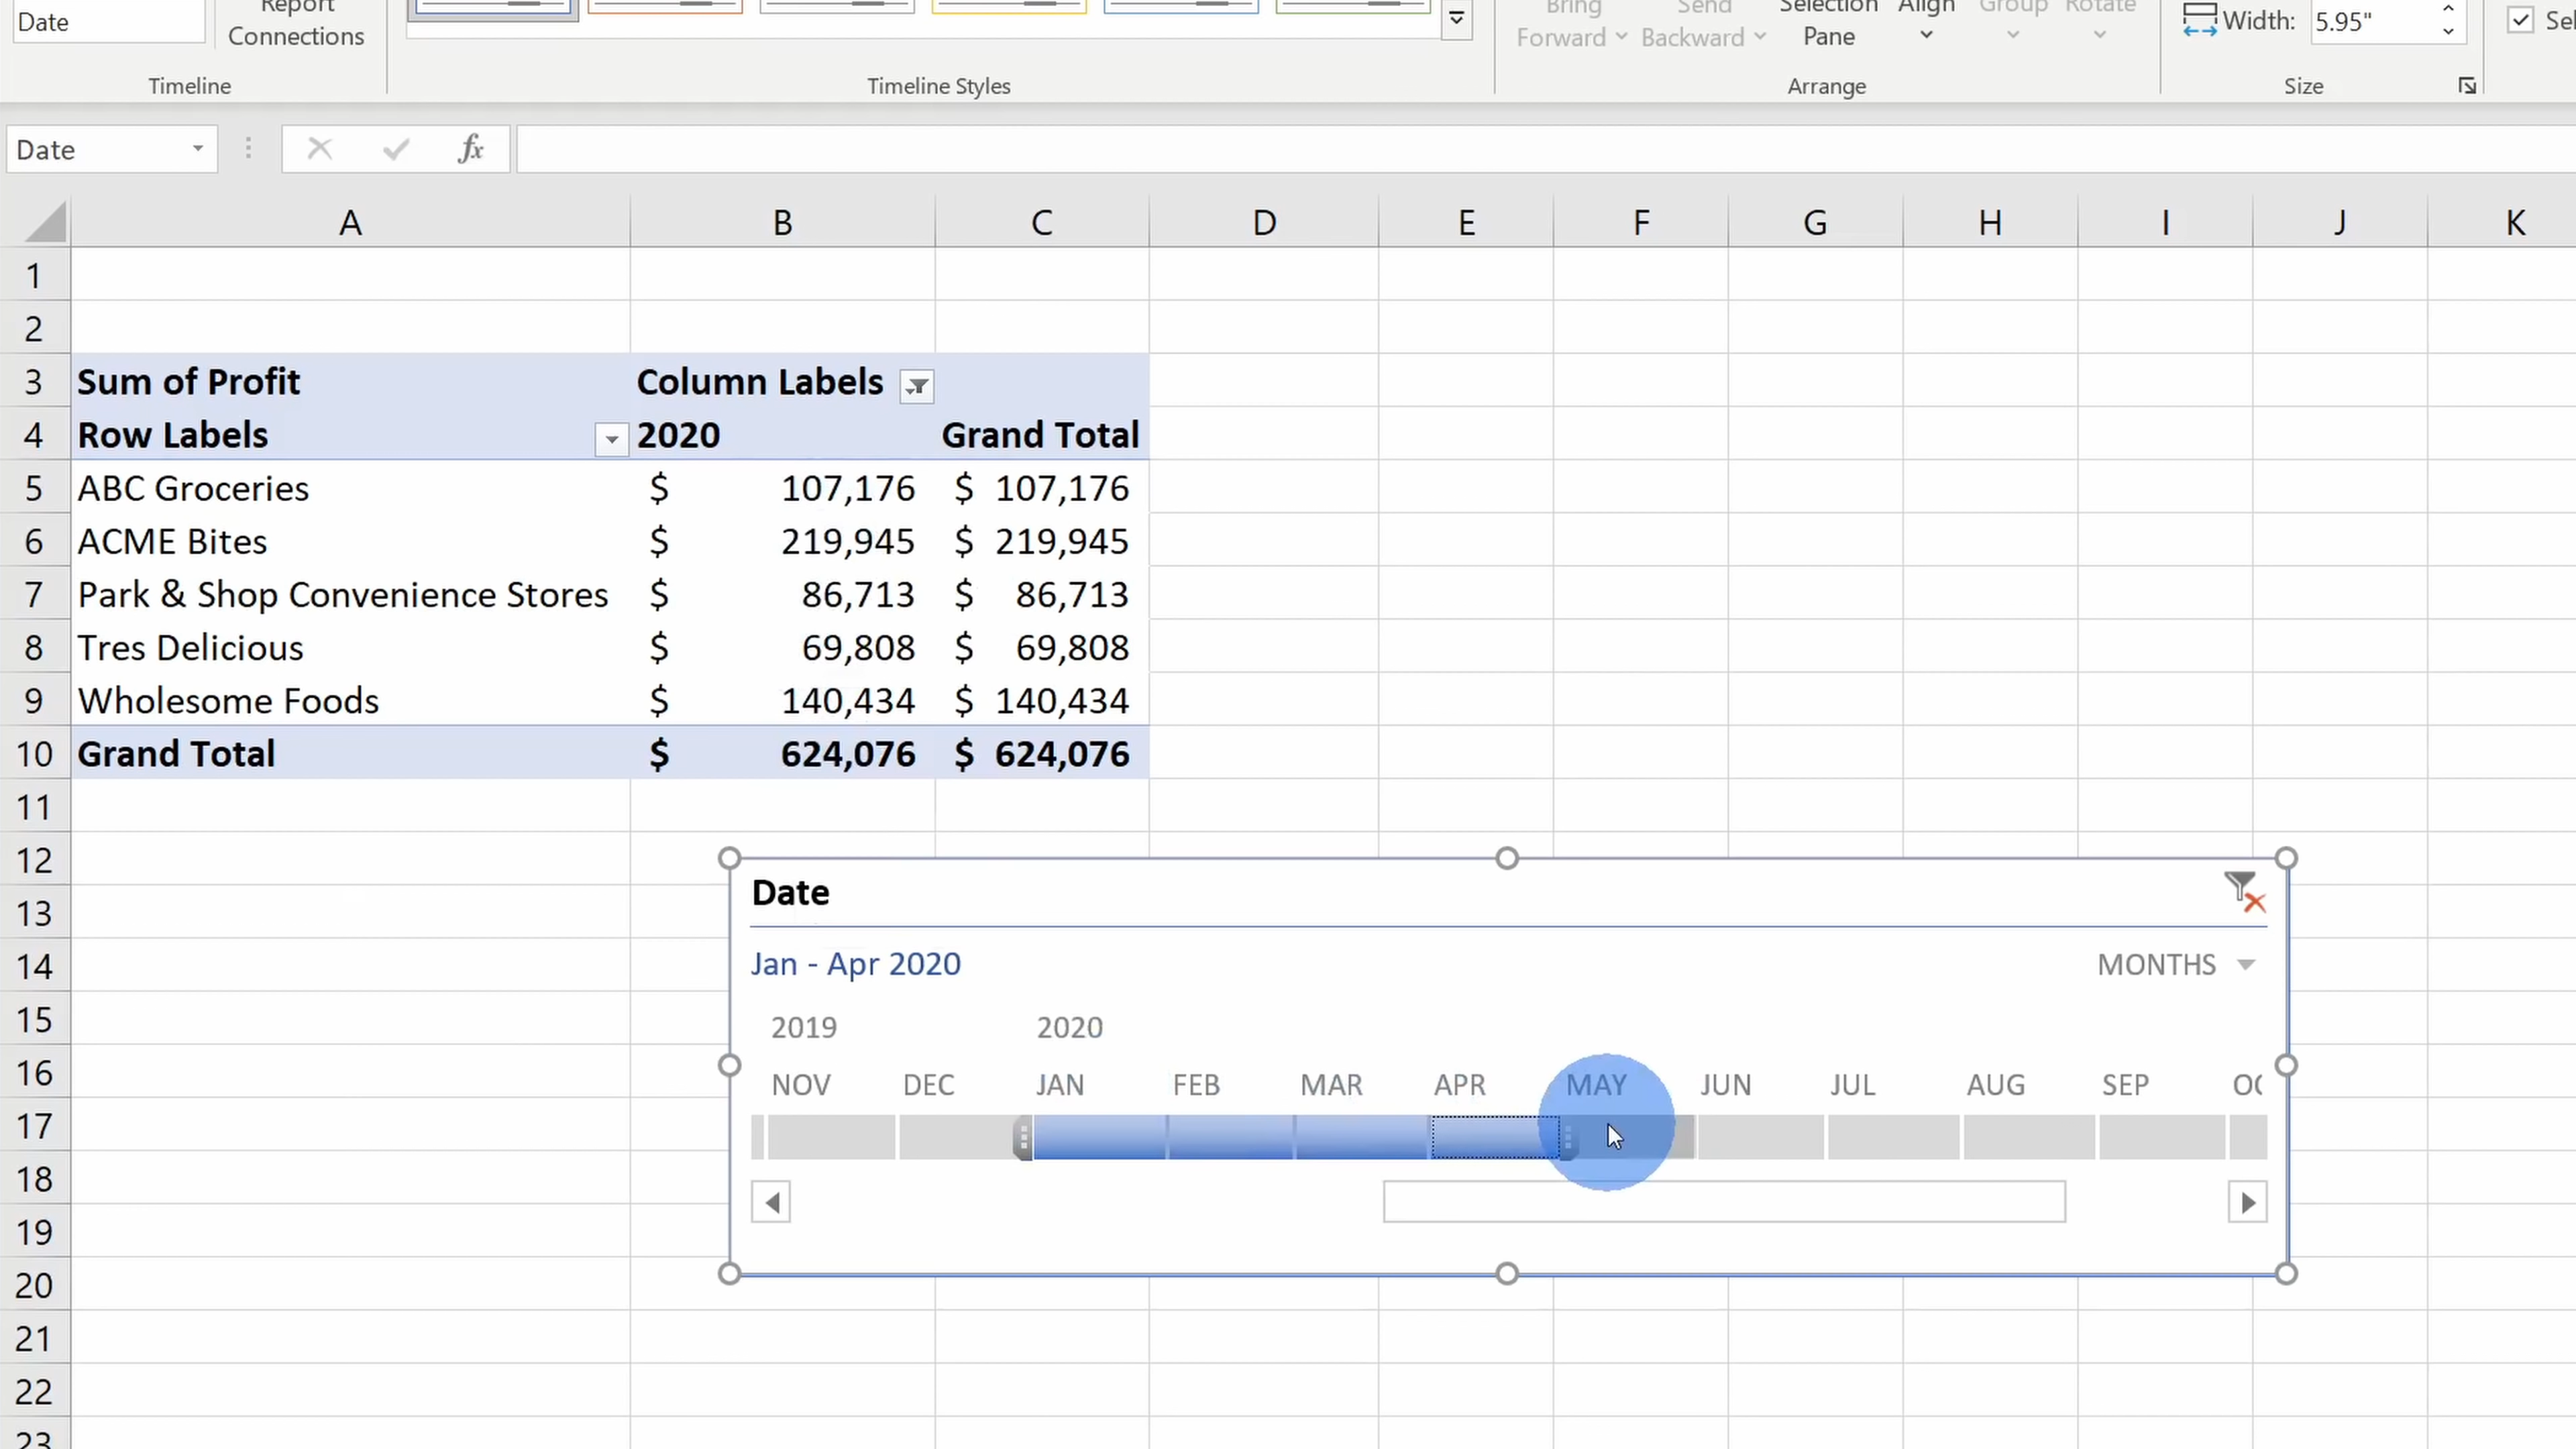 Date
Report
Connections
Timeline
Timeline Styles
Bring
Forward
Send
Backward
Selection
Pane
Align
Group
Rotate
Arrange
Width: 5.95"
Size
Date
fx
A B C D E F G H I J K
1
2
3 Sum of Profit Column Labels
4 Row Labels 2020 Grand Total
5 ABC Groceries $ 107,176 $ 107,176
6 ACME Bites $ 219,945 $ 219,945
7 Park & Shop Convenience Stores $ 86,713 $ 86,713
8 Tres Delicious $ 69,808 $ 69,808
9 Wholesome Foods $ 140,434 $ 140,434
10 Grand Total $ 624,076 $ 624,076
11
12
13 Date
14 Jan - Apr 2020 MONTHS
15 2019 2020
16 NOV DEC JAN FEB MAR APR MAY JUN JUL AUG SEP
17
18
19
20
21
22
23